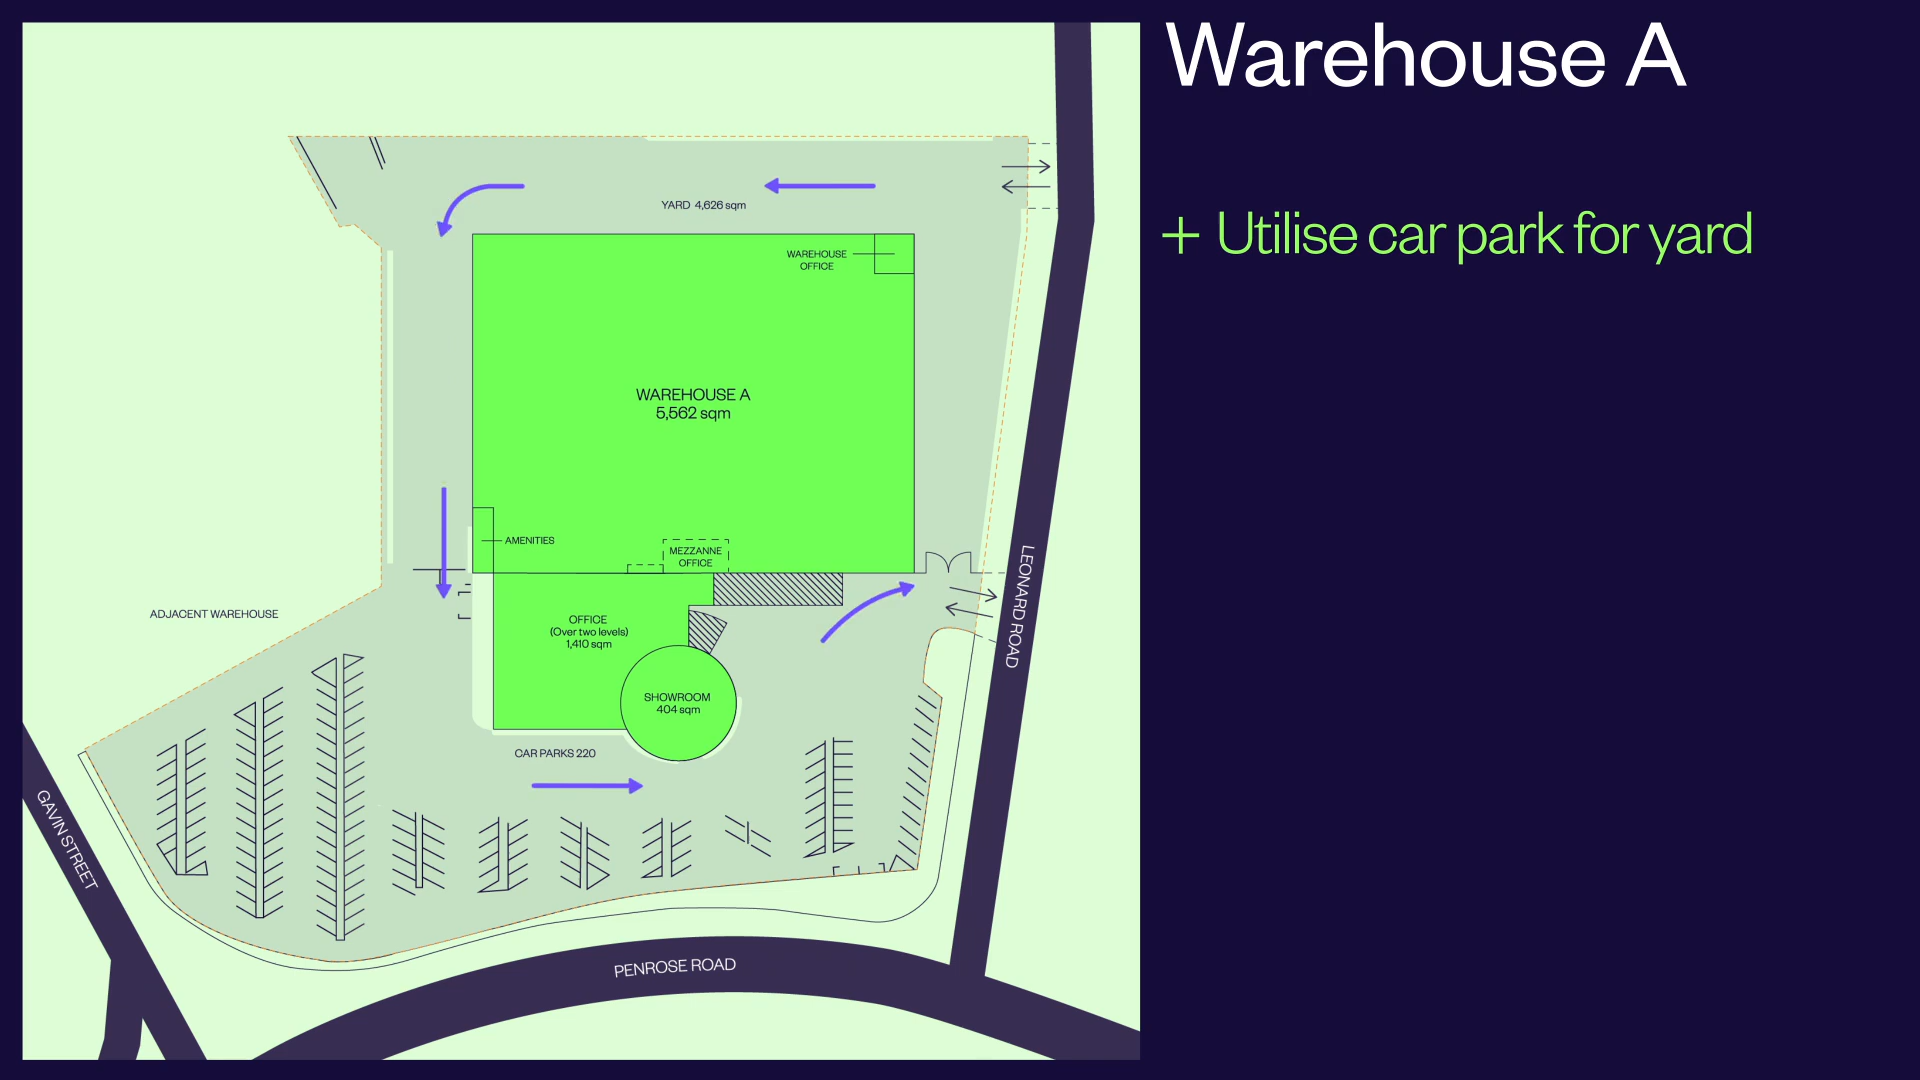 Warehouse A
+ Utilise car park for yard
YARD 4,626 sqm
WAREHOUSE
OFFICE
WAREHOUSE A
5,562 sqm
AMENITIES
MEZZANNE
OFFICE
OFFICE
(Over two levels)
1,410 sqm
SHOWROOM
404 sqm
CAR PARKS 220
ADJACENT WAREHOUSE
LEONARD ROAD
GAVIN STREET
PENROSE ROAD